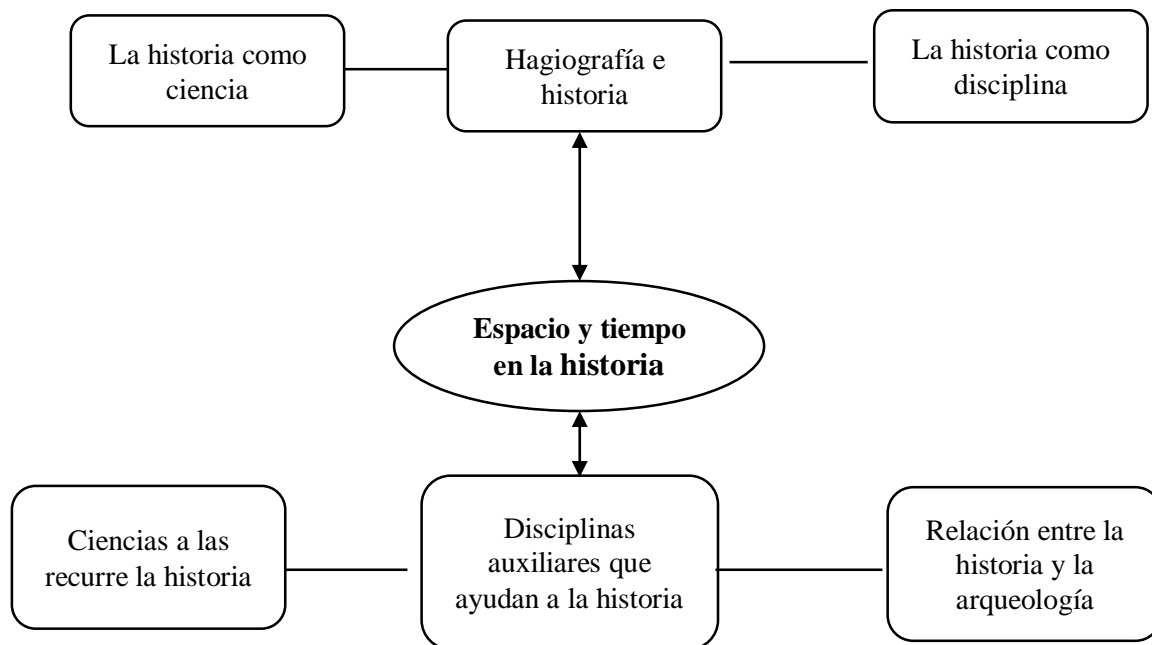 La historia como
ciencia
Hagiografía e
historia
La historia como
disciplina
Espacio y tiempo
en la historia
Ciencias a las
recurre la historia
Disciplinas
auxiliares que
ayudan a la historia
Relación entre la
historia y la
arqueología